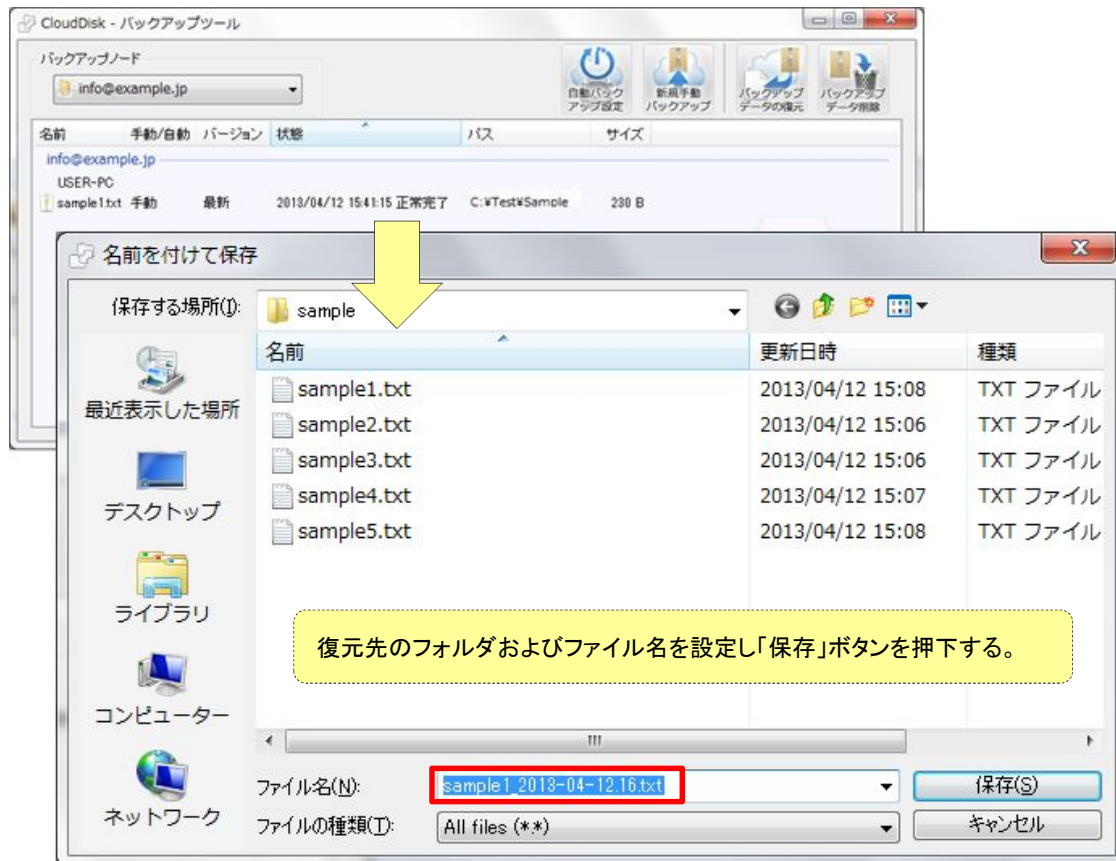 CloudDisk - バックアップツール
バックアップノード
info@example.jp
自動バックアップ設定
新規手動バックアップ
バックアップデータの復元
バックアップデータ削除
名前 手動/自動 バージョン 状態 パス サイズ
info@example.jp
USER-PC
sample1.txt 手動 最新 2013/04/12 15:41:15 正常完了 C:¥Test¥Sample 230 B
名前を付けて保存
保存する場所(I): sample
名前 更新日時 種類
sample1.txt 2013/04/12 15:08 TXT ファイル
sample2.txt 2013/04/12 15:06 TXT ファイル
sample3.txt 2013/04/12 15:06 TXT ファイル
sample4.txt 2013/04/12 15:07 TXT ファイル
sample5.txt 2013/04/12 15:08 TXT ファイル
最近表示した場所
デスクトップ
ライブラリ
コンピューター
ネットワーク
復元先のフォルダおよびファイル名を設定し「保存」ボタンを押下する。
ファイル名(N): sample1_2013-04-12.16.txt 保存(S)
ファイルの種類(T): All files (*.*) キャンセル